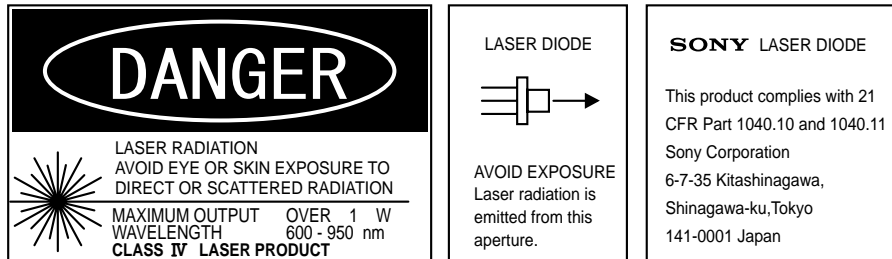 DANGER
LASER RADIATION
AVOID EYE OR SKIN EXPOSURE TO
DIRECT OR SCATTERED RADIATION
MAXIMUM OUTPUT OVER 1 W
WAVELENGTH 600 - 950 nm
CLASS Ⅳ LASER PRODUCT
LASER DIODE
AVOID EXPOSURE
Laser radiation is
emitted from this
aperture.
SONY LASER DIODE
This product complies with 21
CFR Part 1040.10 and 1040.11
Sony Corporation
6-7-35 Kitashinagawa,
Shinagawa-ku,Tokyo
141-0001 Japan